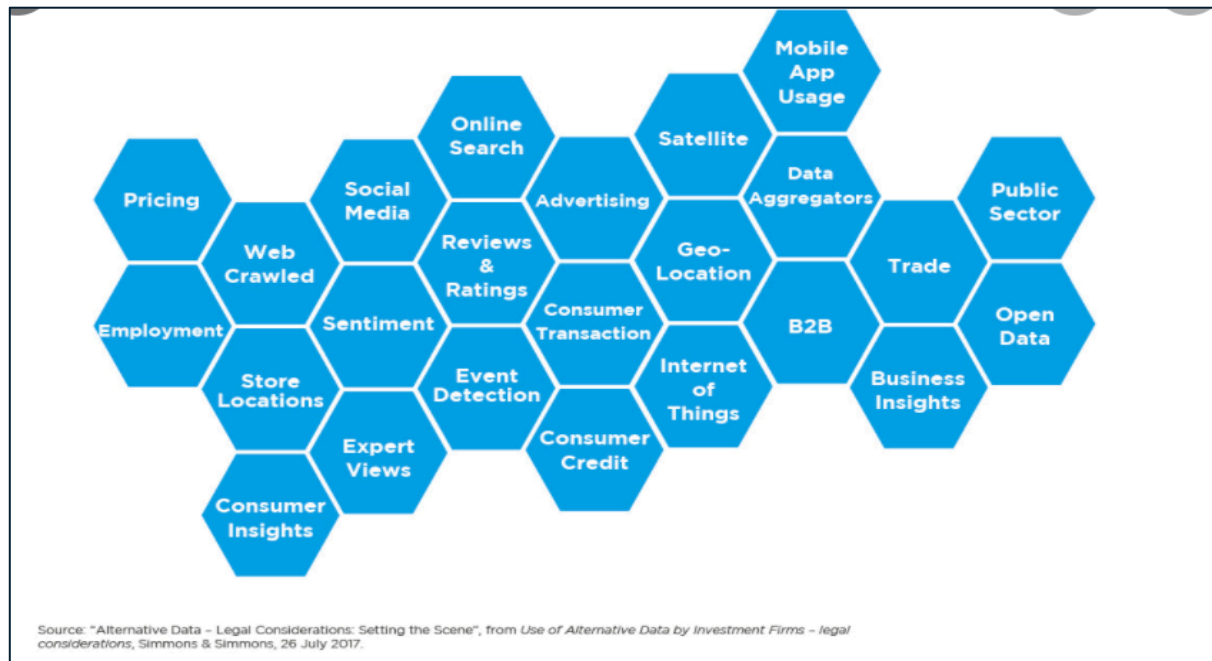 Mobile
App
Usage
Online
Search
Satellite
Pricing
Social
Media
Advertising
Data
Aggregators
Public
Sector
Web
Crawled
Reviews
&
Ratings
Geo-
Location
Trade
Employment
Sentiment
Consumer
Transaction
B2B
Open
Data
Store
Locations
Event
Detection
Internet
of
Things
Business
Insights
Expert
Views
Consumer
Credit
Consumer
Insights
Source: "Alternative Data – Legal Considerations: Setting the Scene", from Use of Alternative Data by Investment Firms – legal
considerations, Simmons & Simmons, 26 July 2017.